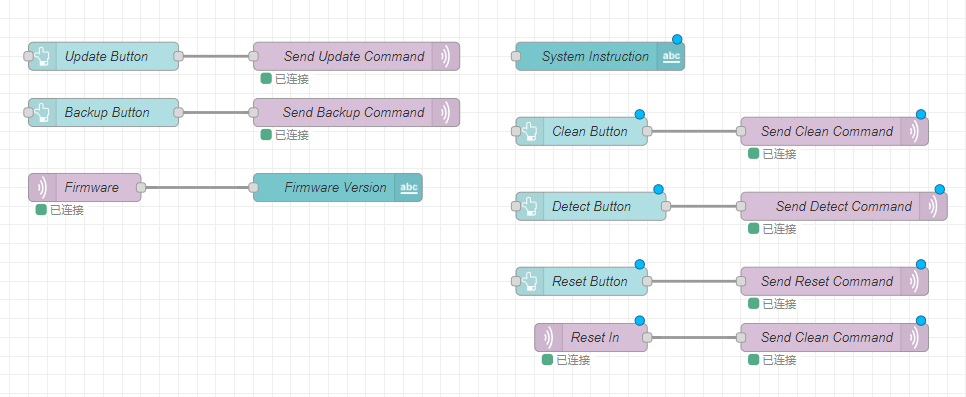 Update Button
Send Update Command
已连接
Backup Button
Send Backup Command
已连接
Firmware
已连接
Firmware Version
abc
System Instruction
abc
Clean Button
Send Clean Command
已连接
Detect Button
Send Detect Command
已连接
Reset Button
Send Reset Command
已连接
Reset In
已连接
Send Clean Command
已连接